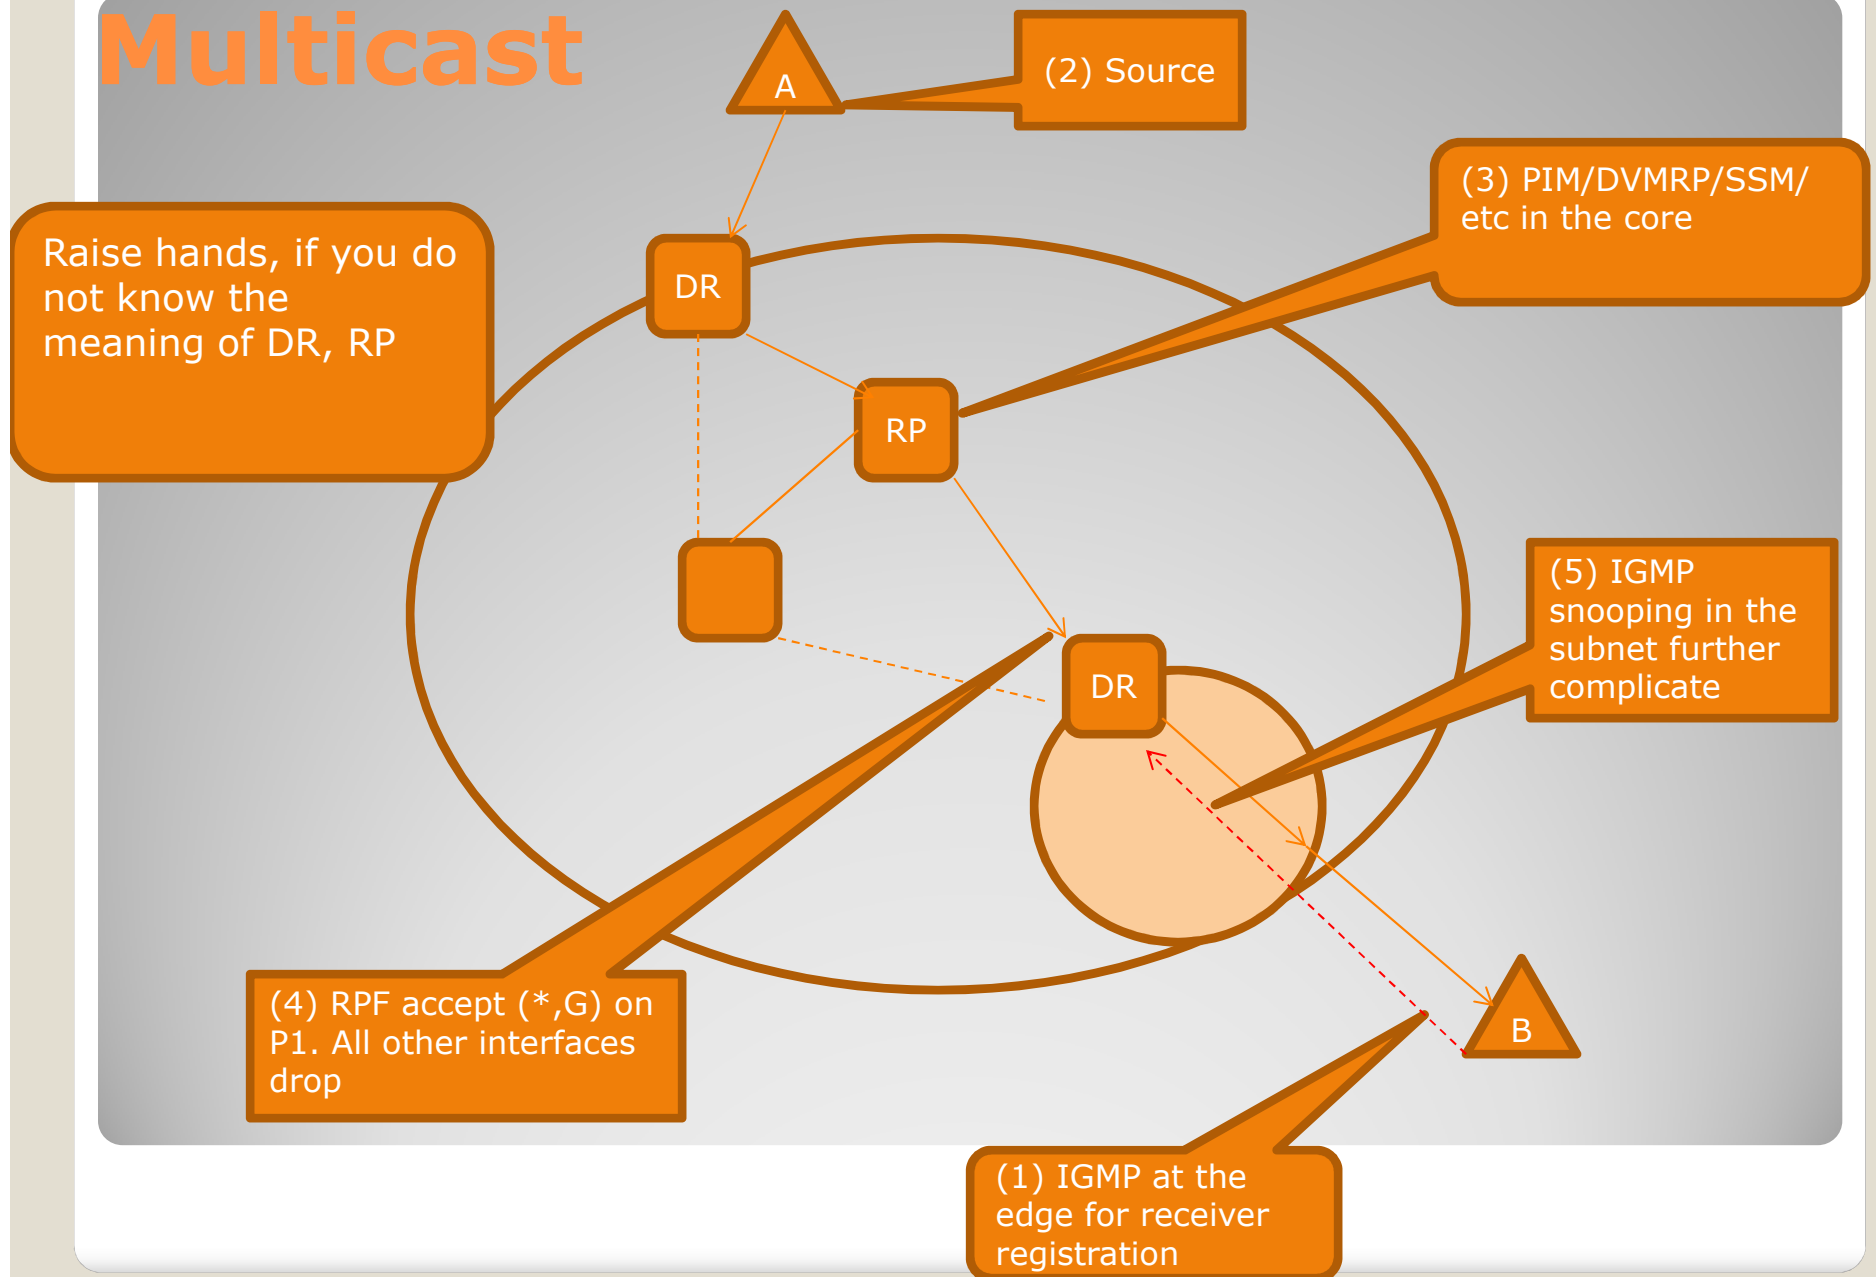 Multicast
A
(2) Source
(3) PIM/DVMRP/SSM/
etc in the core
Raise hands, if you do
not know the
meaning of DR, RP
DR
RP
(5) IGMP
snooping in the
subnet further
complicate
DR
(4) RPF accept (*,G) on
P1. All other interfaces
drop
B
(1) IGMP at the
edge for receiver
registration